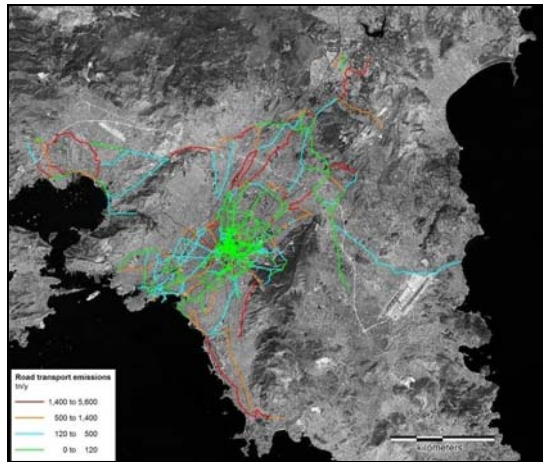 Road transport emissions
tn/y
1,400 to 5,600
500 to 1,400
120 to 500
0 to 120
kilometers